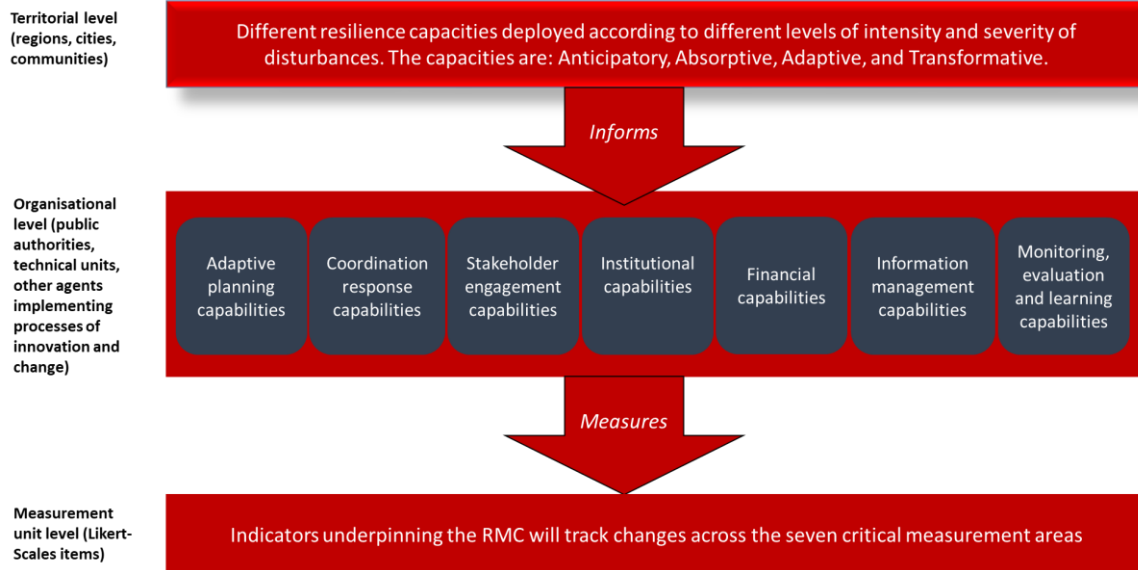 Territorial level
(regions, cities,
communities)
Different resilience capacities deployed according to different levels of intensity and severity of
disturbances. The capacities are: Anticipatory, Absorptive, Adaptive, and Transformative.
Informs
Organisational
level (public
authorities,
technical units,
other agents
implementing
processes of
innovation and
change)
Adaptive
planning
capabilities
Coordination
response
capabilities
Stakeholder
engagement
capabilities
Institutional
capabilities
Financial
capabilities
Information
management
capabilities
Monitoring,
evaluation
and learning
capabilities
Measures
Measurement
unit level (Likert-
Scales items)
Indicators underpinning the RMC will track changes across the seven critical measurement areas